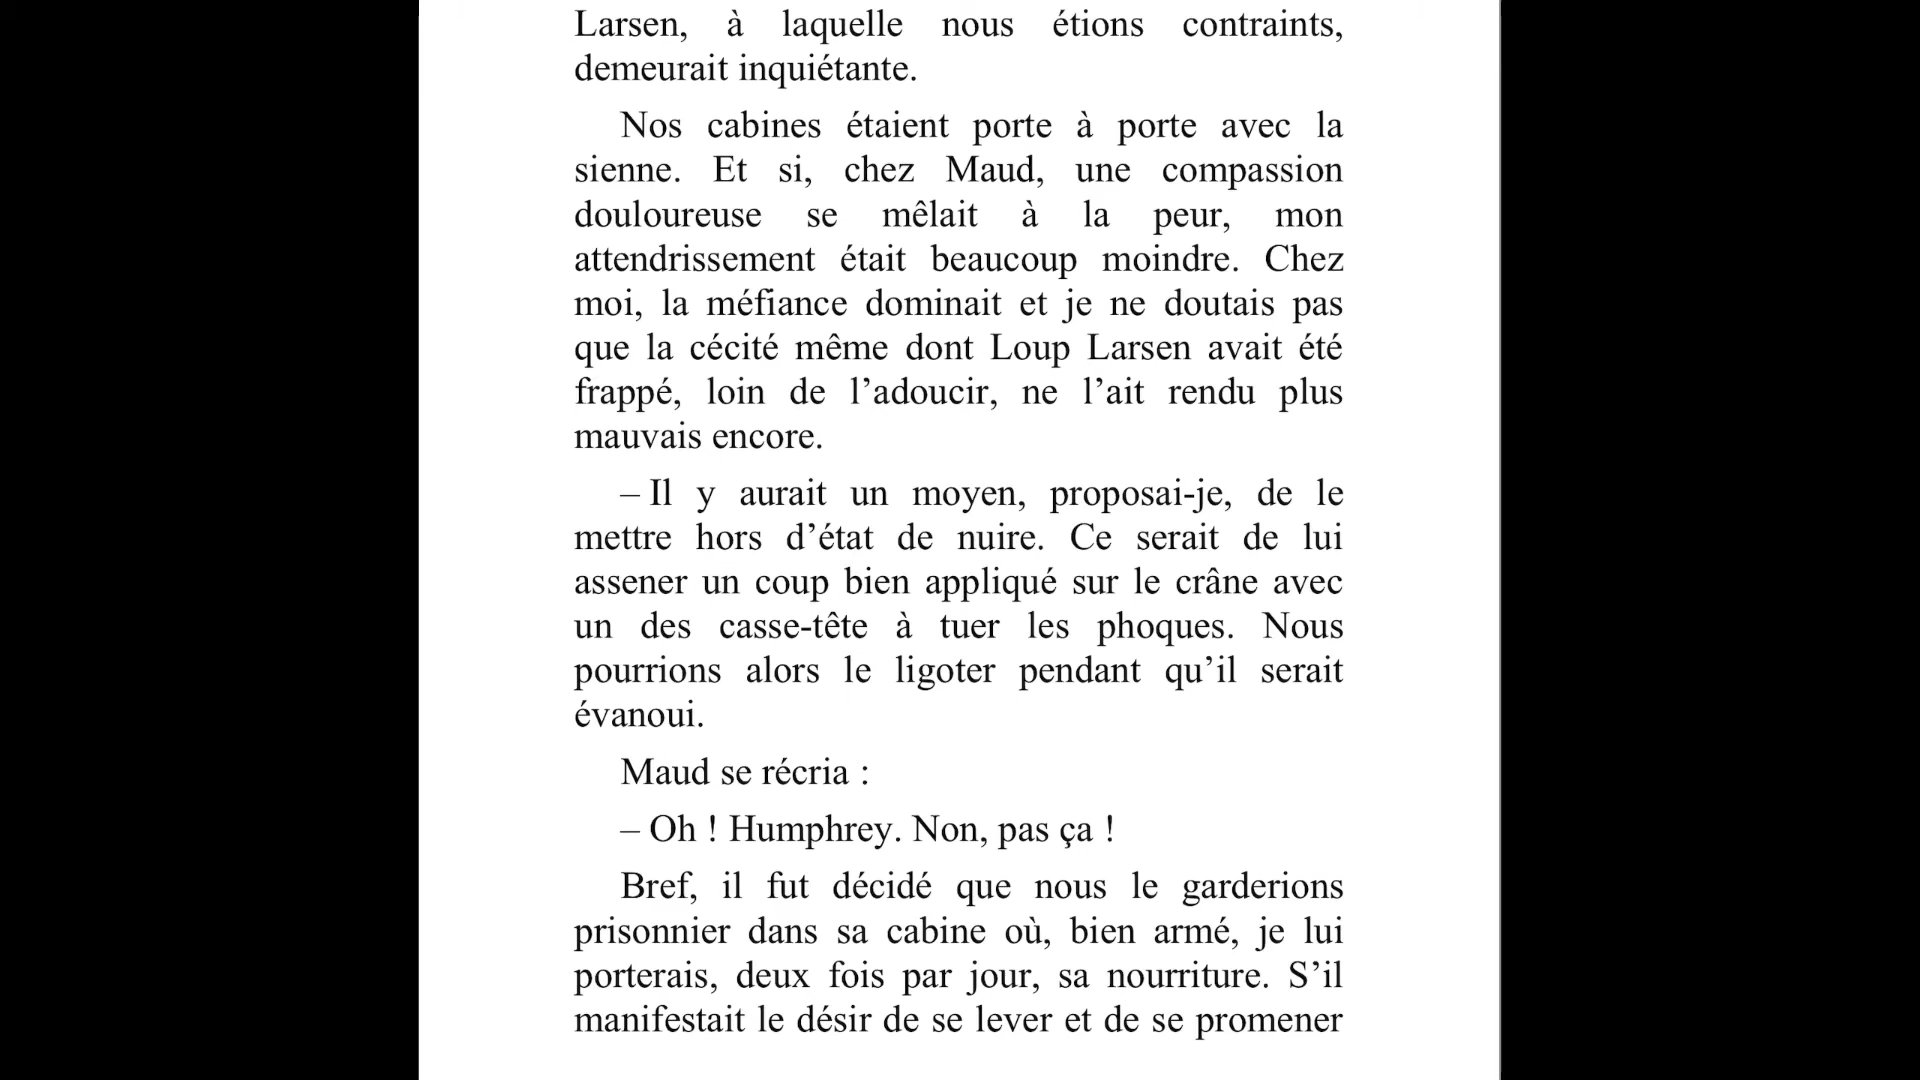 Larsen, à laquelle nous étions contraints,
demeurait inquiétante.
Nos cabines étaient porte à porte avec la
sienne. Et si, chez Maud, une compassion
douloureuse se mêlait à la peur, mon
attendrissement était beaucoup moindre. Chez
moi, la méfiance dominait et je ne doutais pas
que la cécité même dont Loup Larsen avait été
frappé, loin de l’adoucir, ne l’ait rendu plus
mauvais encore.
– Il y aurait un moyen, proposai-je, de le
mettre hors d’état de nuire. Ce serait de lui
assener un coup bien appliqué sur le crâne avec
un des casse-tête à tuer les phoques. Nous
pourrions alors le ligoter pendant qu’il serait
évanoui.
Maud se récria :
– Oh ! Humphrey. Non, pas ça !
Bref, il fut décidé que nous le garderions
prisonnier dans sa cabine où, bien armé, je lui
porterais, deux fois par jour, sa nourriture. S’il
manifestait le désir de se lever et de se promener